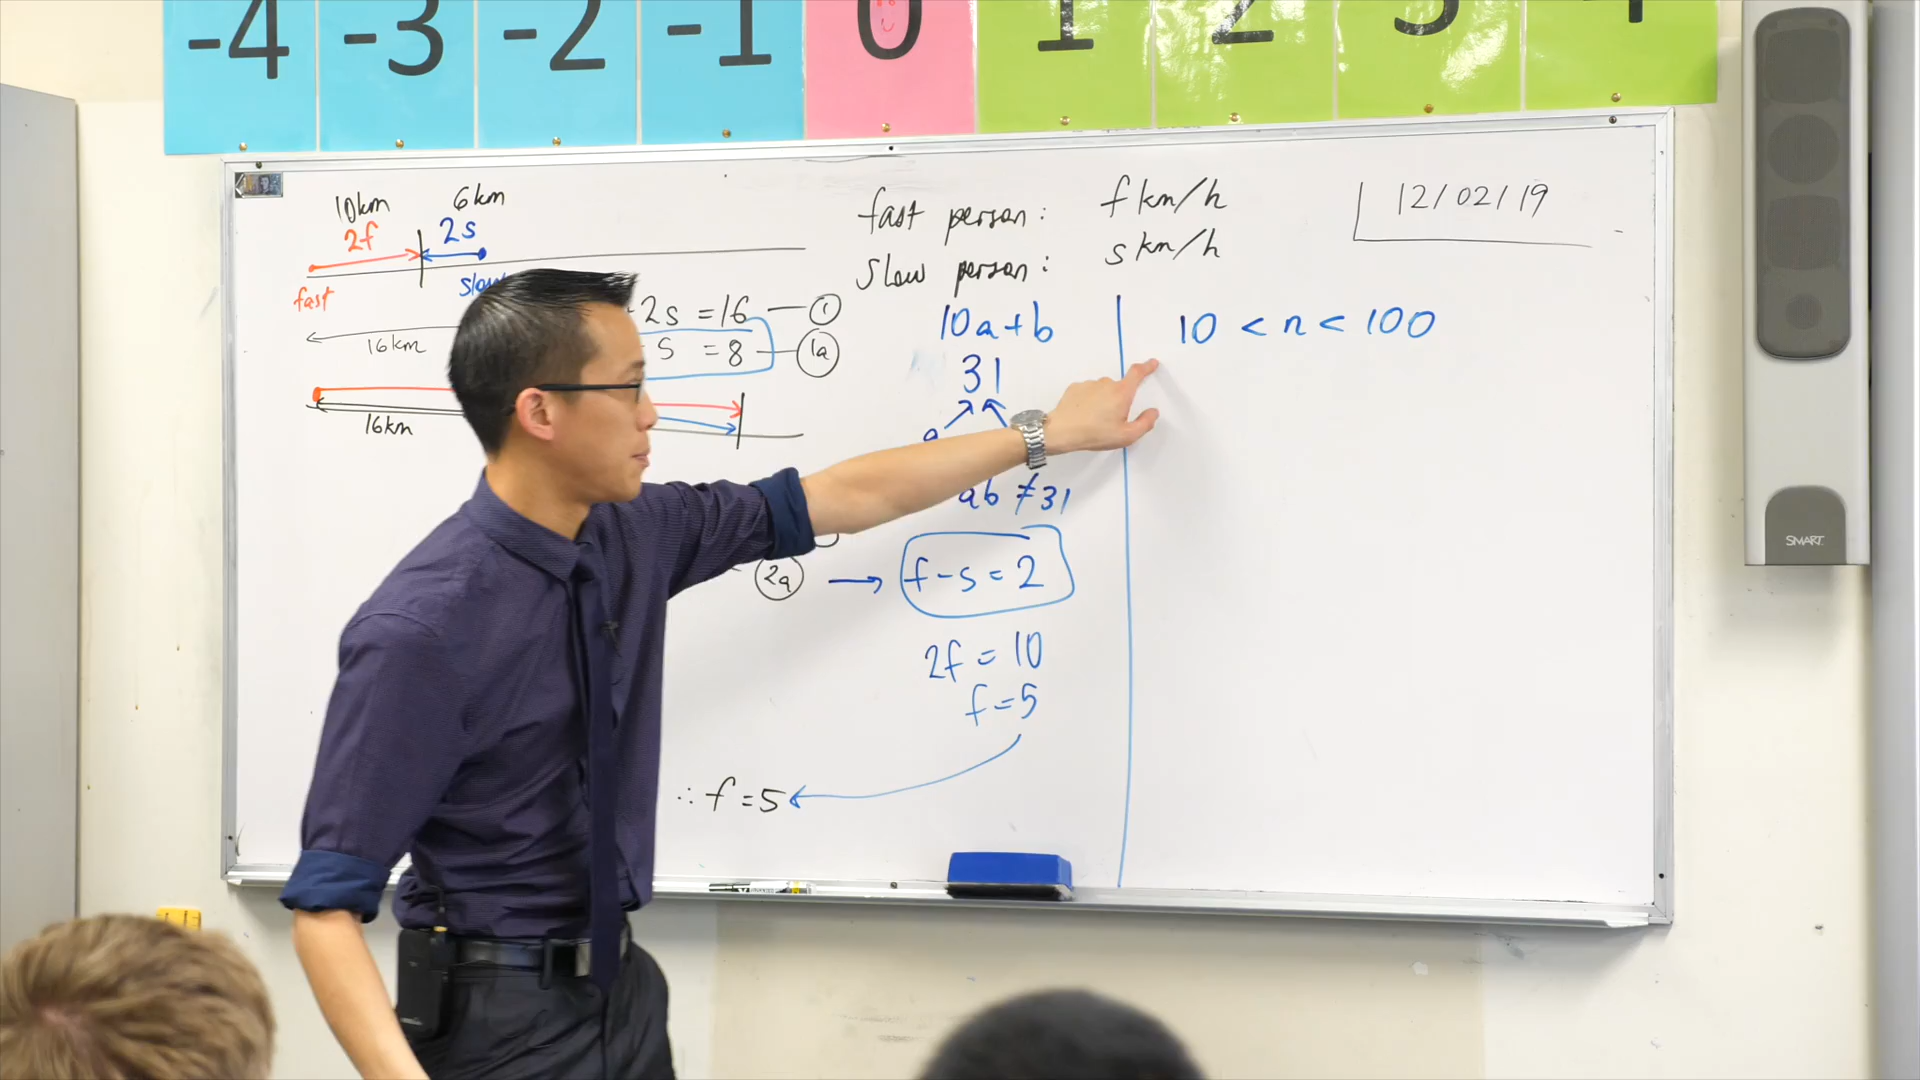 -4 -3 -2 -1 0 1 2 3 4
10km 6km
2f 2s
fast
16km
2s = 16 ①
s = 8 1a
16km
2a → f - s = 2
2f = 10
f = 5
∴ f = 5
fast person: f km/h
slow person: s km/h
10a + b
31
a
ab ≠ 31
12/02/19
10 < n < 100
SMART